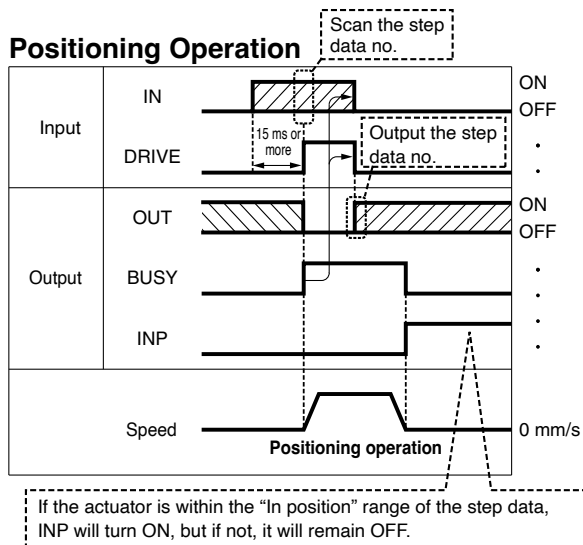 Scan the step
data no.
Positioning Operation
Input
IN
ON
OFF
15 ms or
more
DRIVE
Output the step
data no.
Output
OUT
ON
OFF
BUSY
INP
Speed
0 mm/s
Positioning operation
If the actuator is within the “In position” range of the step data,
INP will turn ON, but if not, it will remain OFF.